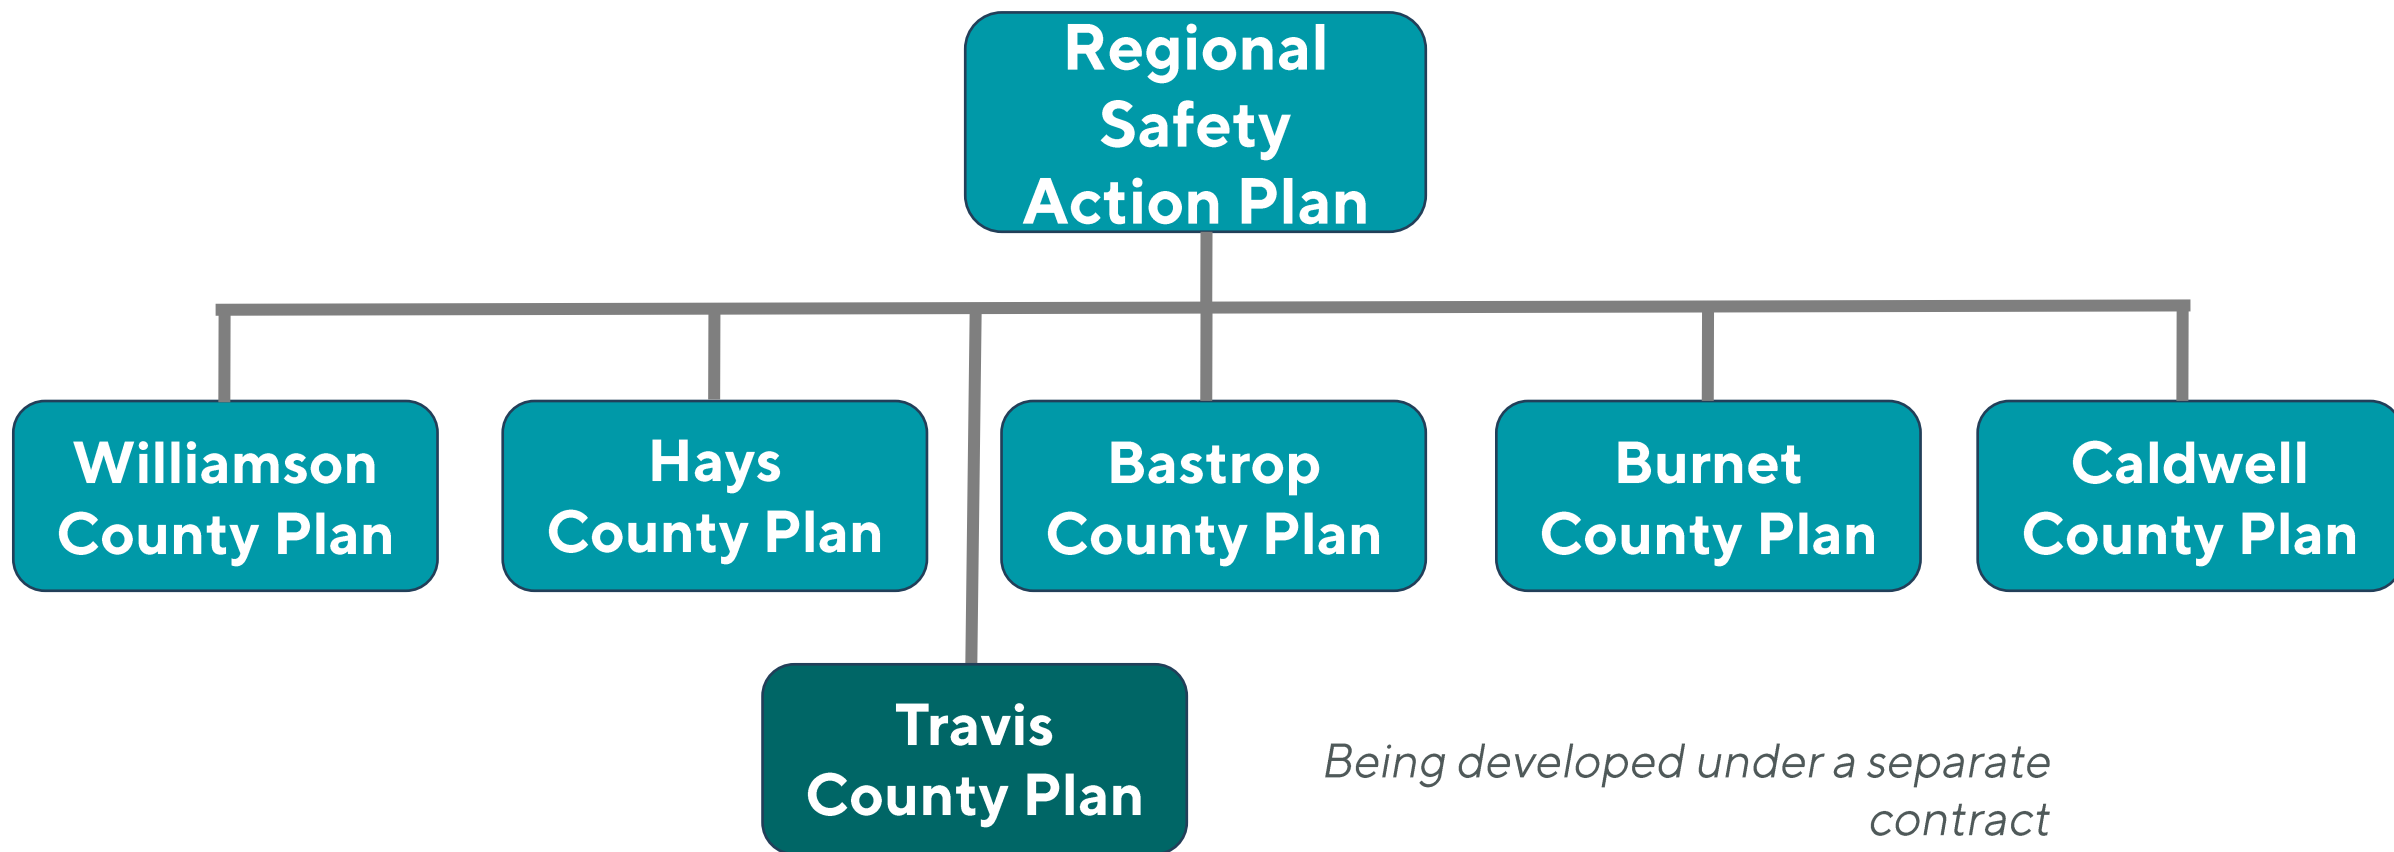 Regional
Safety
Action Plan
Williamson
County Plan
Hays
County Plan
Bastrop
County Plan
Burnet
County Plan
Caldwell
County Plan
Travis
County Plan
Being developed under a separate
contract